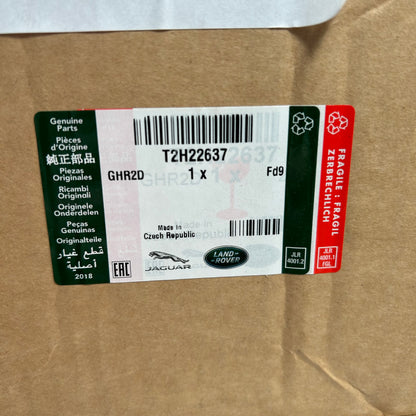 Genuine
Parts
Pièces
d'Origine
純正部品
Piezas
Originales
Ricambi
Originali
Originele
Onderdelen
Peças
Genuinas
Originalteile
قطع غيار
أصلية
2018
EAC
T2H22637
GHR2D
1 x
Fd9
Made in
Czech Republic
JAGUAR
LAND-
ROVER
JLR
4001.2
FRAGILE : FRAGIL
ZERBRECHLICH
JLR
4001.1
FGL